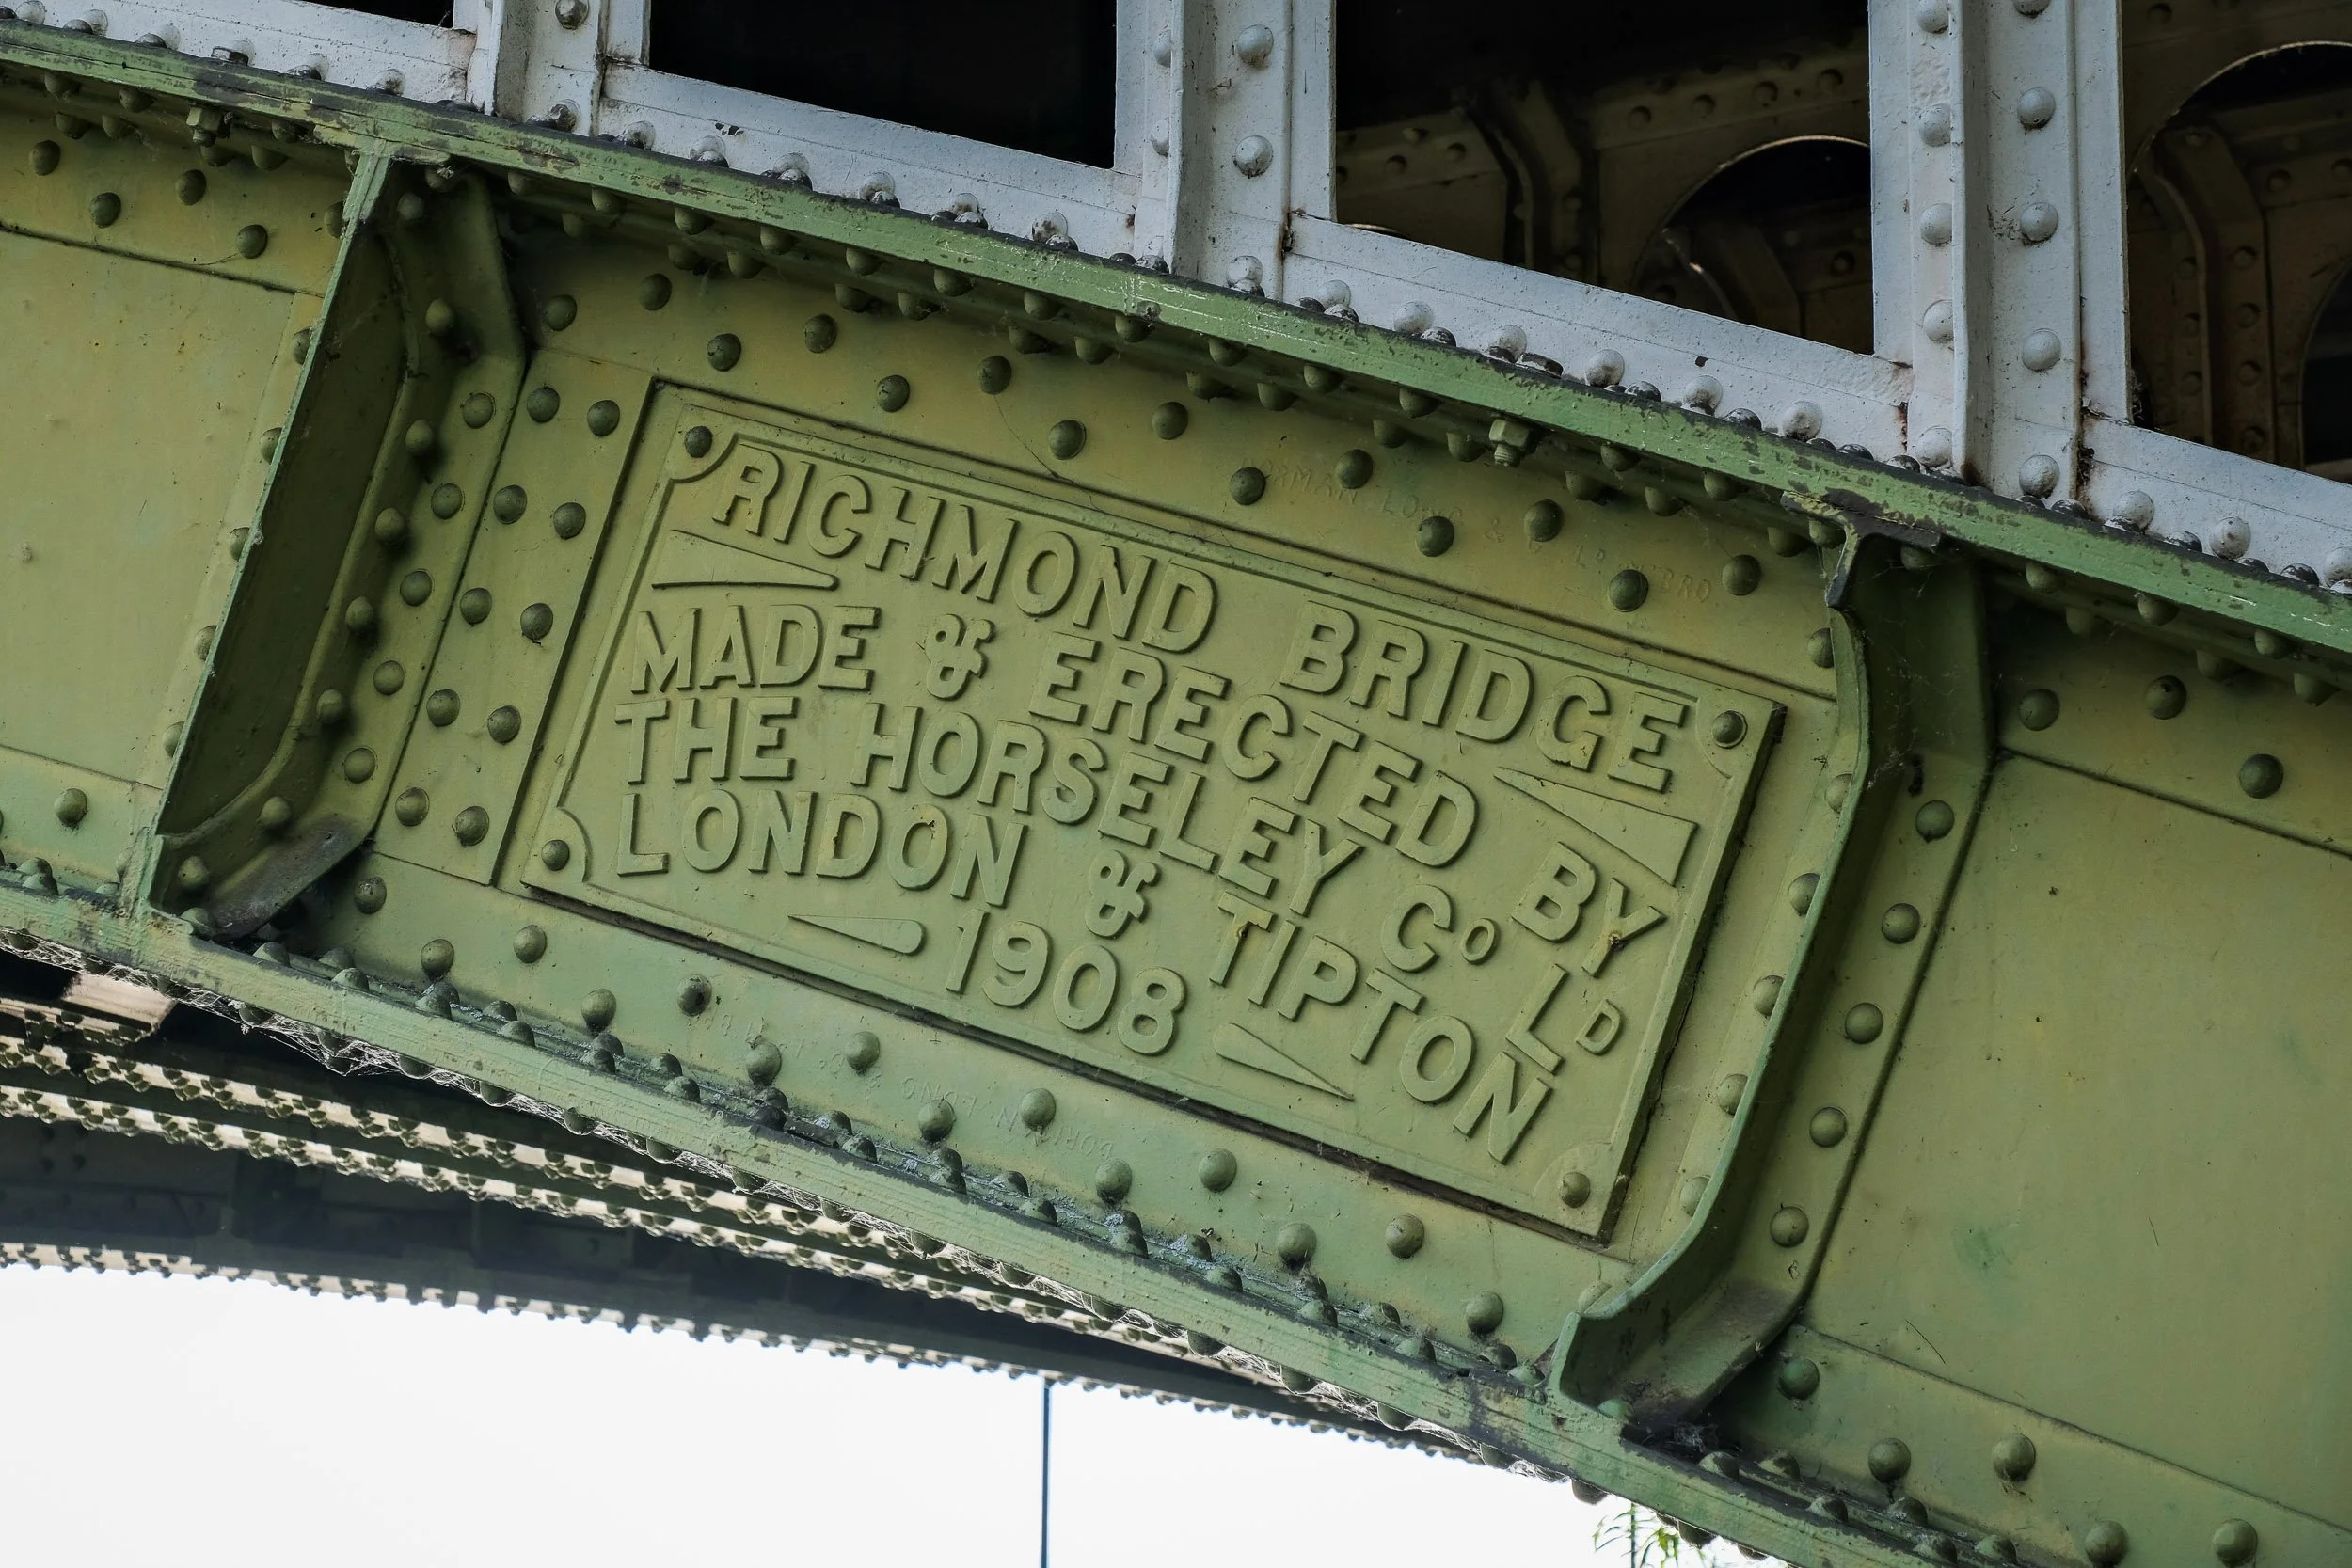 RICHMOND BRIDGE
MADE & ERECTED BY
THE HORSELEY Co LD
LONDON & TIPTON
1908